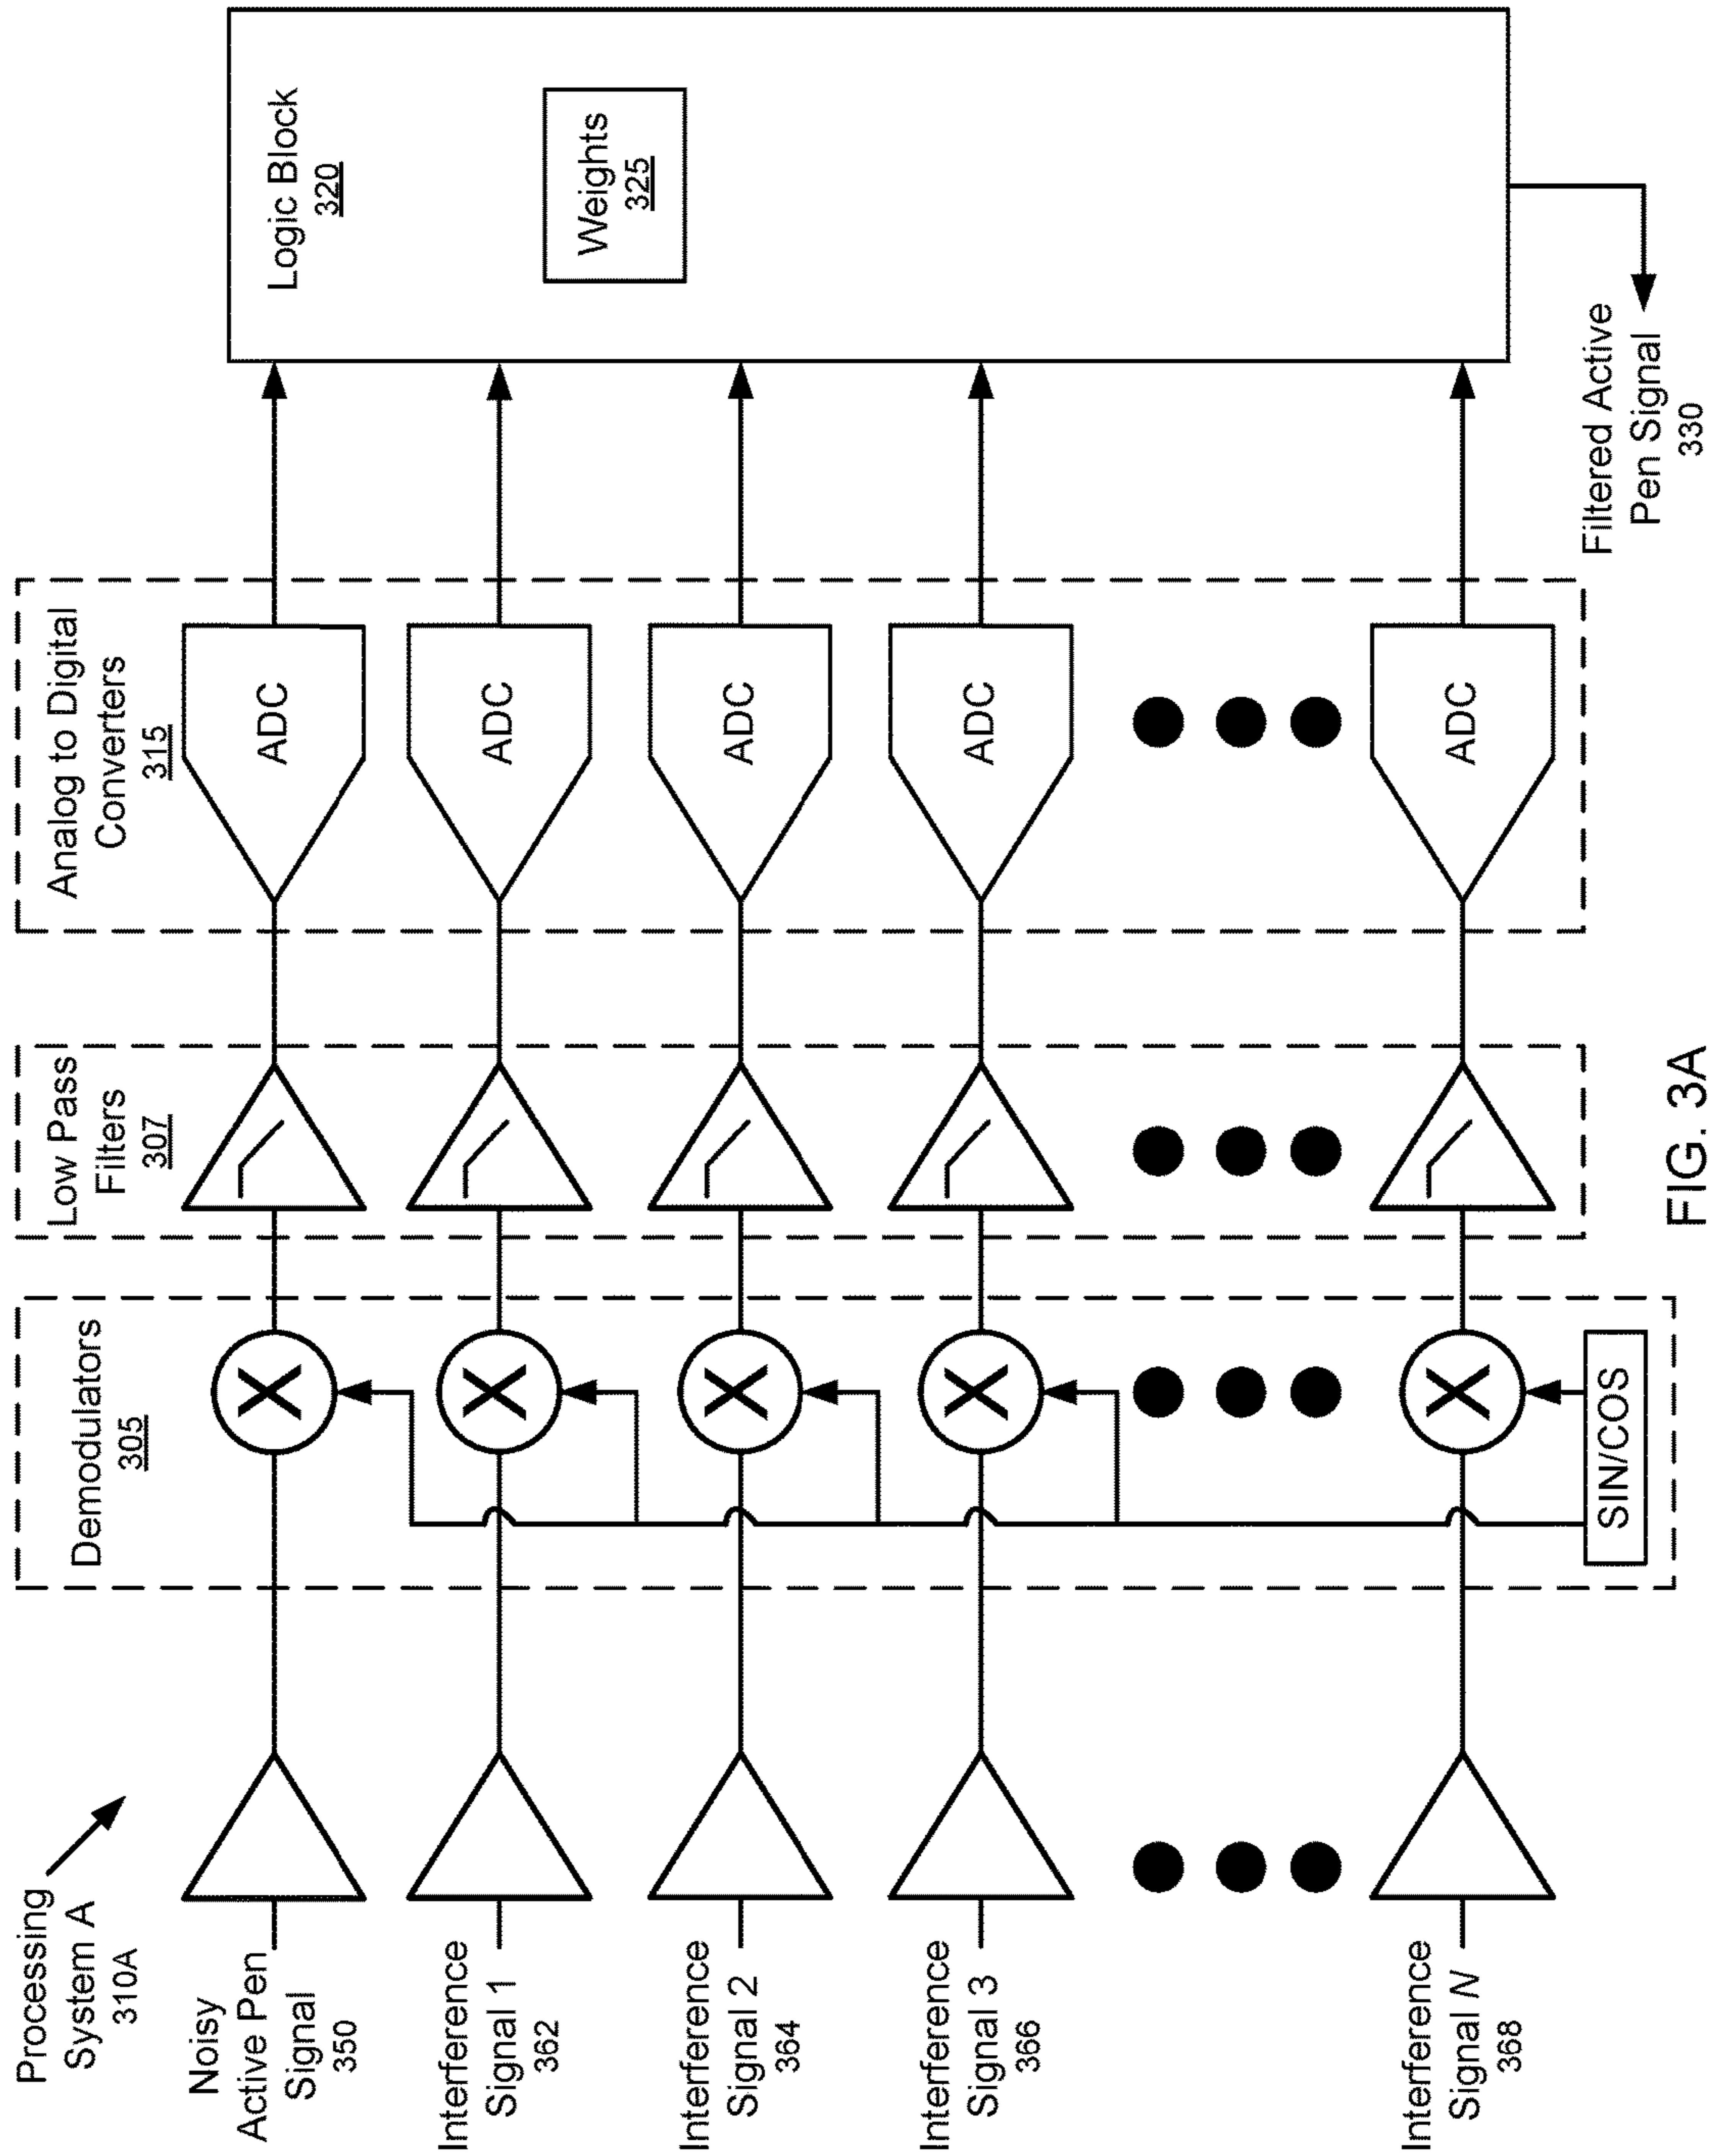 Processing
System A
310A
Noisy
Active Pen
Signal
350
Interference
Signal 1
362
Interference
Signal 2
364
Interference
Signal 3
366
Interference
Signal N
368
Demodulators
305
X
X
X
X
X
SIN/COS
Low Pass
Filters
307
Analog to Digital
Converters
315
ADC
ADC
ADC
ADC
ADC
Logic Block
320
Weights
325
Filtered Active
Pen Signal
330
FIG. 3A